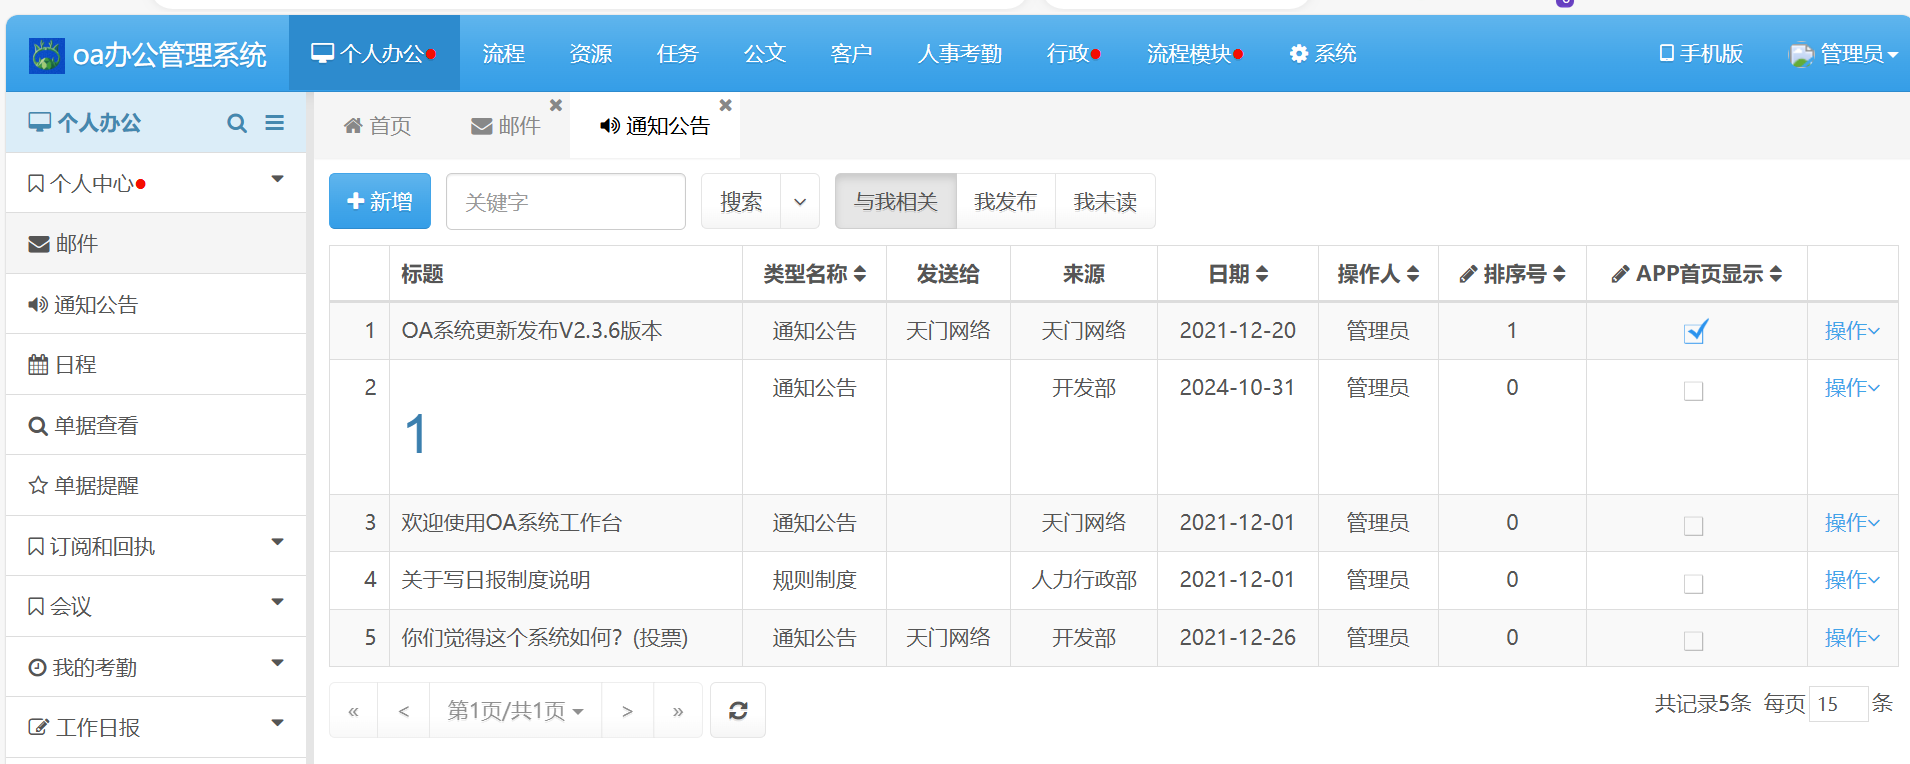 oa办公管理系统 个人办公 流程 资源 任务 公文 客户 人事考勤 行政 流程模块 系统 手机版 管理员
个人办公
个人中心
邮件
通知公告
日程
单据查看
单据提醒
订阅和回执
会议
我的考勤
工作日报
首页 邮件 通知公告
新增 关键字 搜索 与我相关 我发布 我未读
标题 类型名称 发送给 来源 日期 操作人 排序号 APP首页显示
1 OA系统更新发布V2.3.6版本 通知公告 天门网络 天门网络 2021-12-20 管理员 1 操作
2 1 通知公告 开发部 2024-10-31 管理员 0 操作
3 欢迎使用OA系统工作台 通知公告 天门网络 2021-12-01 管理员 0 操作
4 关于写日报制度说明 规则制度 人力行政部 2021-12-01 管理员 0 操作
5 你们觉得这个系统如何？(投票) 通知公告 天门网络 开发部 2021-12-26 管理员 0 操作
« < 第1页/共1页 > » 共记录5条 每页 15 条